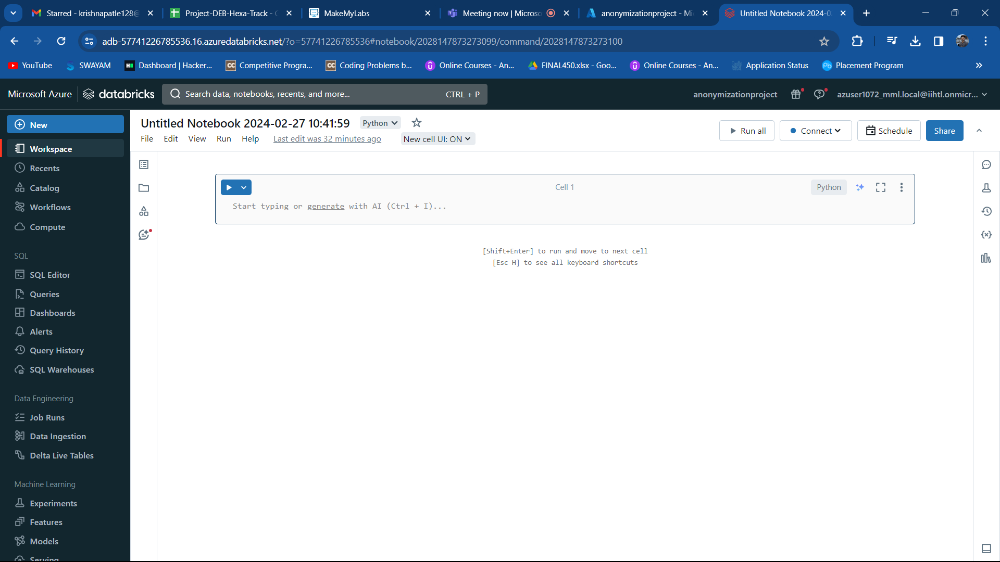 Starred - krishnapatle128@
Project-DEB-Hexa-Track -
MakeMyLabs
Meeting now | Microso
anonymizationproject - Mi
Untitled Notebook 2024-0
adb-57741226785536.16.azuredatabricks.net/?o=57741226785536#notebook/2028147873273099/command/2028147873273100
YouTube
SWAYAM
Dashboard | Hacker...
Competitive Progra...
Coding Problems b...
Online Courses - An...
FINAL450.xlsx - Goo...
Online Courses - An...
Application Status
Placement Program
Microsoft Azure
databricks
Search data, notebooks, recents, and more...
CTRL + P
anonymizationproject
azuser1072_mml.local@iihtl.onmicr...
New
Workspace
Recents
Catalog
Workflows
Compute
SQL
SQL Editor
Queries
Dashboards
Alerts
Query History
SQL Warehouses
Data Engineering
Job Runs
Data Ingestion
Delta Live Tables
Machine Learning
Experiments
Features
Models
Serving
Untitled Notebook 2024-02-27 10:41:59
Python
File Edit View Run Help
Last edit was 32 minutes ago
New cell UI: ON
Run all
Connect
Schedule
Share
Cell 1
Python
Start typing or generate with AI (Ctrl + I)...
[Shift+Enter] to run and move to next cell
[Esc H] to see all keyboard shortcuts